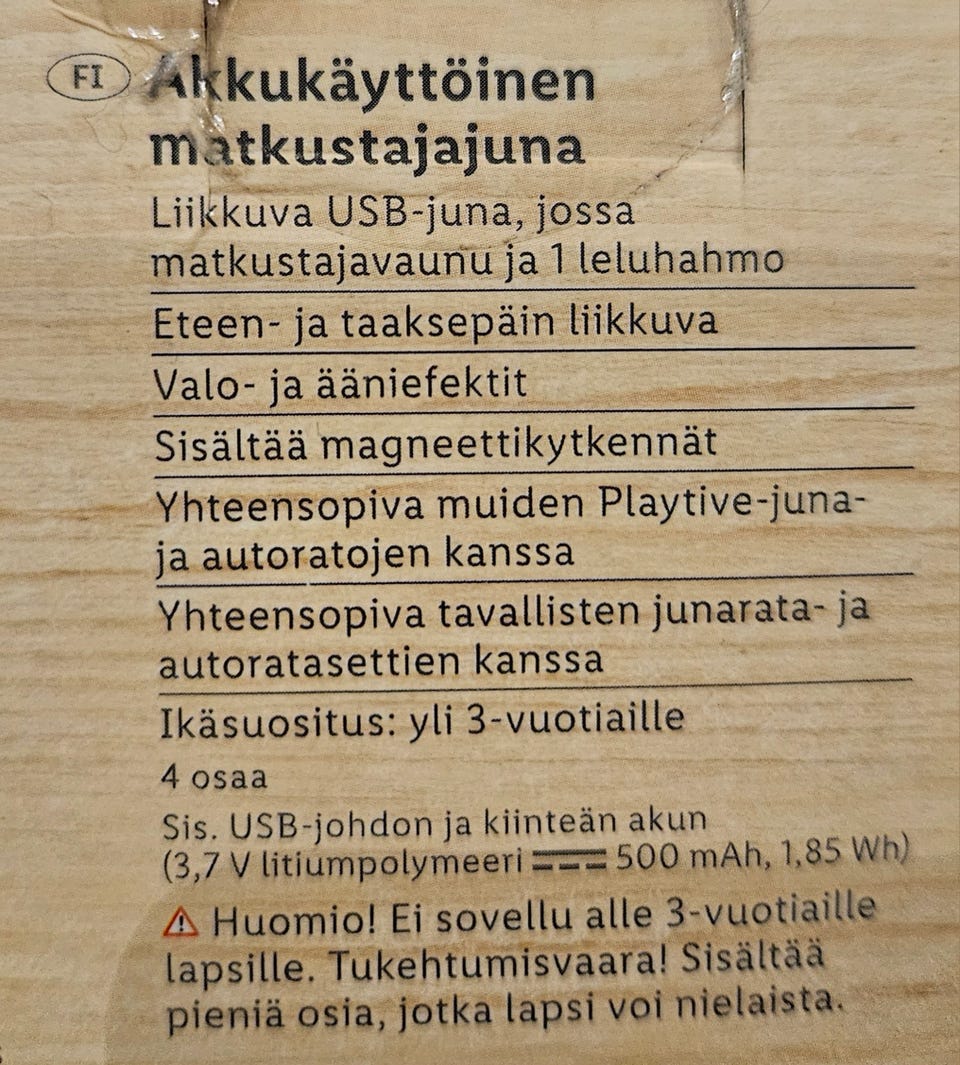 FI Akkukäyttöinen
matkustajajuna
Liikkuva USB-juna, jossa
matkustajavaunu ja 1 leluhahmo
Eteen- ja taaksepäin liikkuva
Valo- ja ääniefektit
Sisältää magneettikytkennät
Yhteensopiva muiden Playtive-juna-
ja autoratojen kanssa
Yhteensopiva tavallisten junarata- ja
autoratasettien kanssa
Ikäsuositus: yli 3-vuotiaille
4 osaa
Sis. USB-johdon ja kiinteän akun
(3,7 V litiumpolymeeri ⎓ 500 mAh, 1,85 Wh)
⚠ Huomio! Ei sovellu alle 3-vuotiaille
lapsille. Tukehtumisvaara! Sisältää
pieniä osia, jotka lapsi voi nielaista.